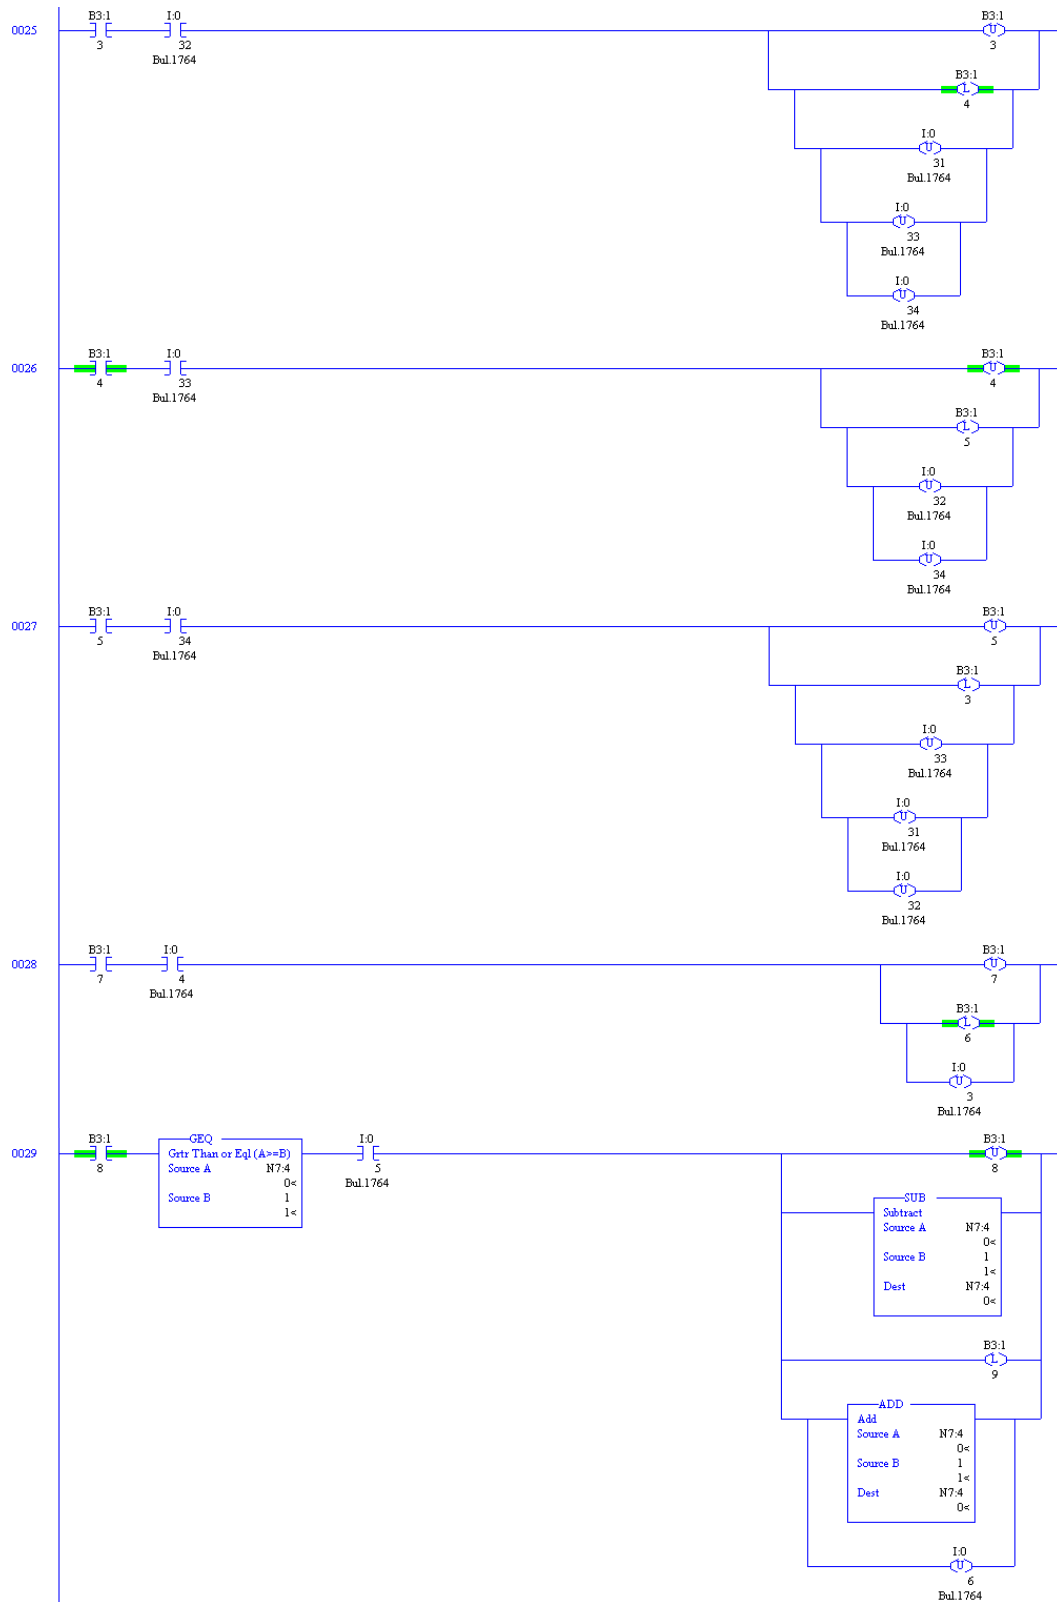 B3:1 I:0 B3:1
0025
3 32 3
Bul.1764
B3:1
L
4
I:0
U
31
Bul.1764
I:0
U
33
Bul.1764
I:0
U
34
Bul.1764
B3:1 I:0 B3:1
0026 U
4 33 4
Bul.1764
B3:1
L
5
I:0
U
32
Bul.1764
I:0
U
34
Bul.1764
B3:1 I:0 B3:1
0027 U
5 34 5
Bul.1764
B3:1
L
3
I:0
U
33
Bul.1764
I:0
U
31
Bul.1764
I:0
U
32
Bul.1764
B3:1 I:0 B3:1
0028 U
7 4 7
Bul.1764
B3:1
L
6
I:0
U
3
Bul.1764
B3:1 GEQ I:0 B3:1
0029 Grtr Than or Eql (A>=B) U
8 Source A N7:4 5 8
0< Bul.1764
Source B 1
1<
SUB
Subtract
Source A N7:4
0<
Source B 1
1<
Dest N7:4
0<
B3:1
L
9
ADD
Add
Source A N7:4
0<
Source B 1
1<
Dest N7:4
0<
I:0
U
6
Bul.1764